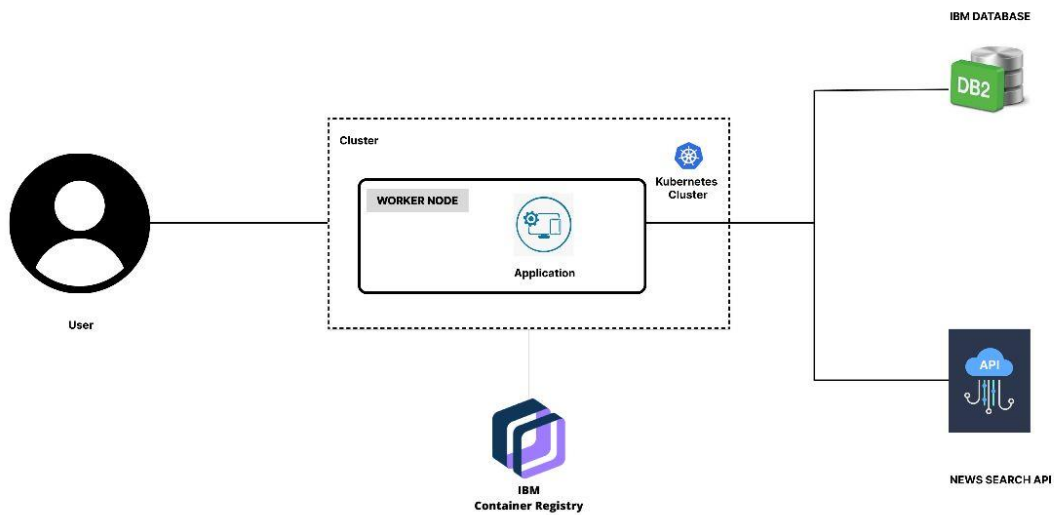 IBM DATABASE
DB2
Cluster
Kubernetes
Cluster
WORKER NODE
Application
User
API
NEWS SEARCH API
IBM
Container Registry